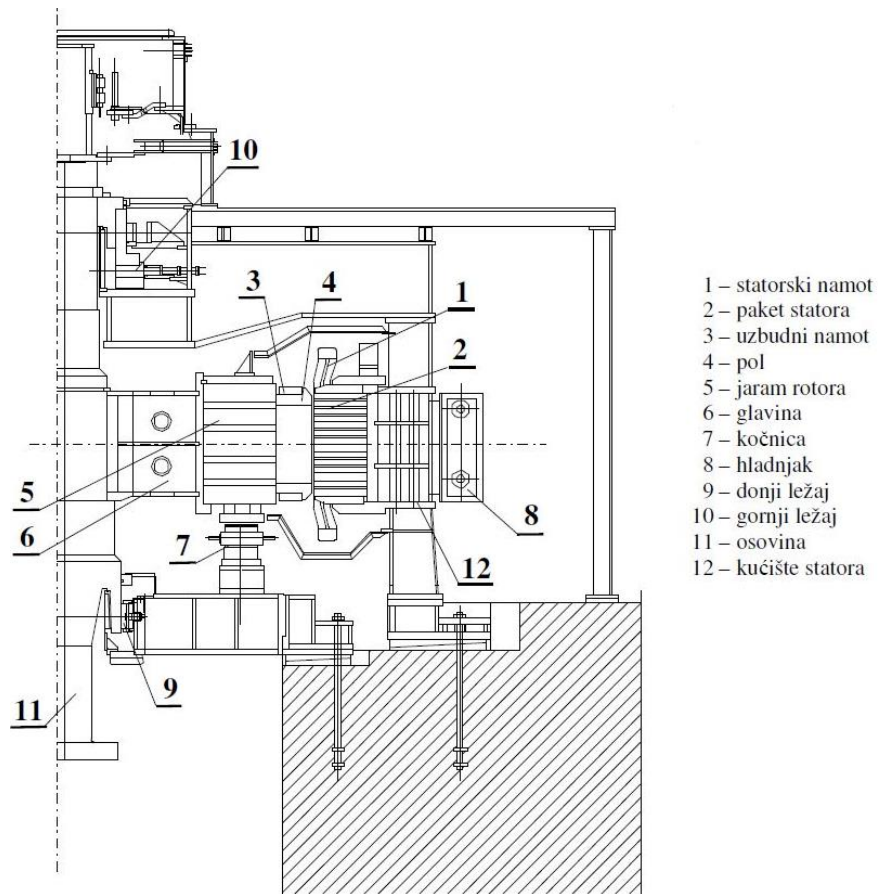 10
3
4
1
2
5
6
7
8
12
9
11
1 – statorski namot
2 – paket statora
3 – uzbudni namot
4 – pol
5 – jaram rotora
6 – glavina
7 – kočnica
8 – hladnjak
9 – donji ležaj
10 – gornji ležaj
11 – osovina
12 – kućište statora